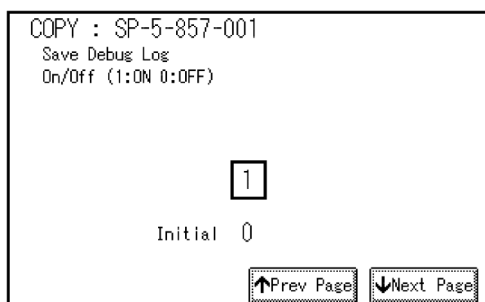 COPY : SP-5-857-001
Save Debug Log
On/Off (1:ON 0:OFF)
1
Initial 0
↑Prev Page ↓Next Page